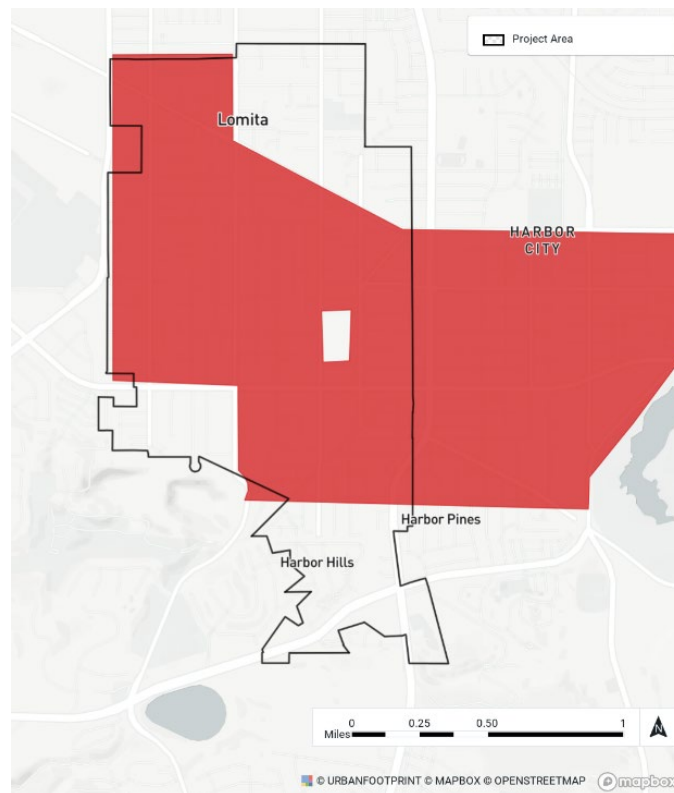 Project Area
Lomita
HARBOR
CITY
Harbor Pines
Harbor Hills
0 0.25 0.50 1
Miles
© URBANFOOTPRINT © MAPBOX © OPENSTREETMAP mapbox